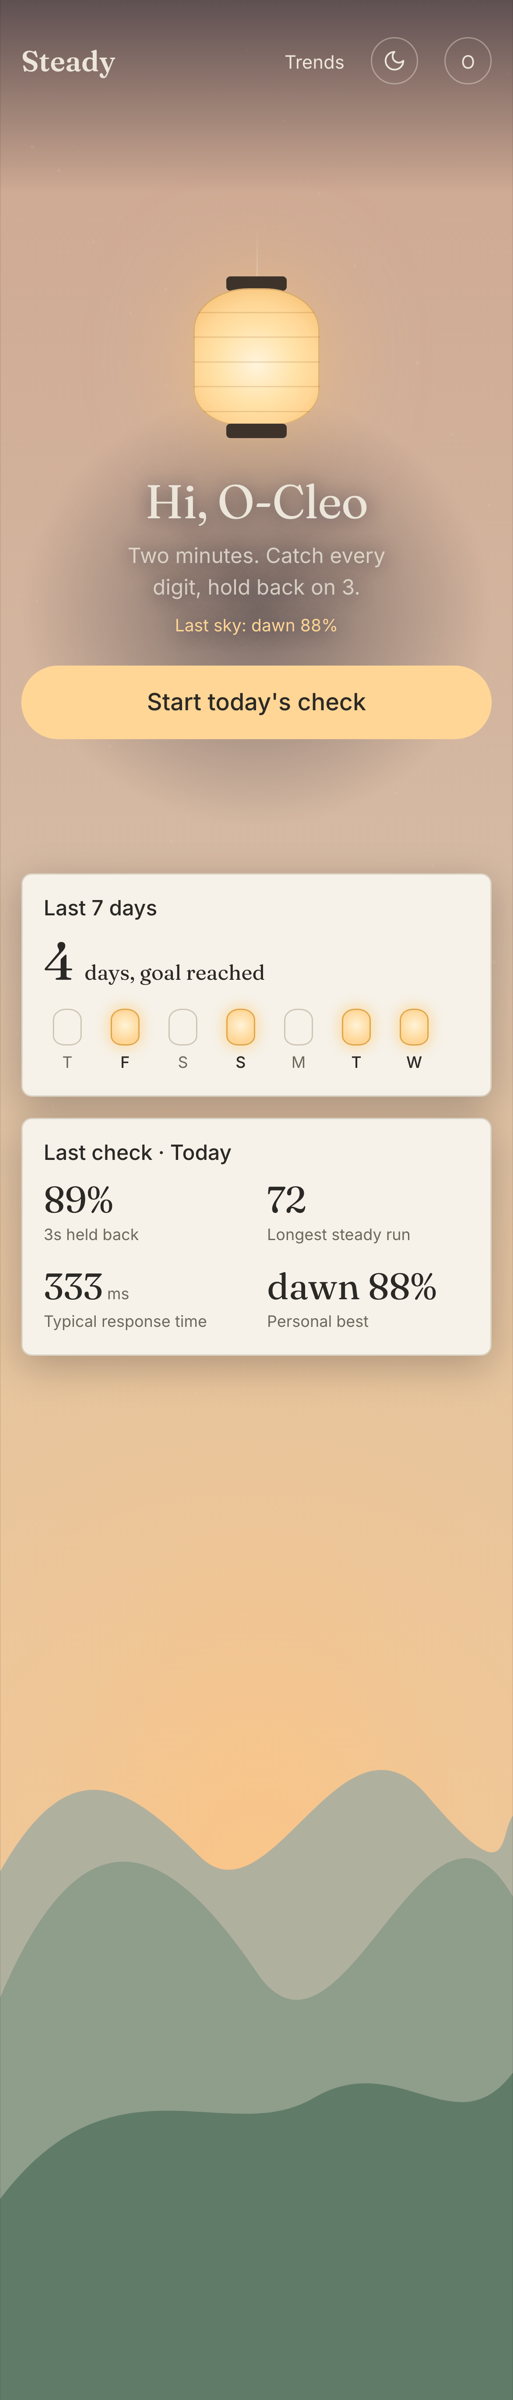 Steady
Trends
O
Hi, O-Cleo
Two minutes. Catch every
digit, hold back on 3.
Last sky: dawn 88%
Start today's check
Last 7 days
4 days, goal reached
T F S S M T W
Last check · Today
89% 72
3s held back Longest steady run
333 ms dawn 88%
Typical response time Personal best